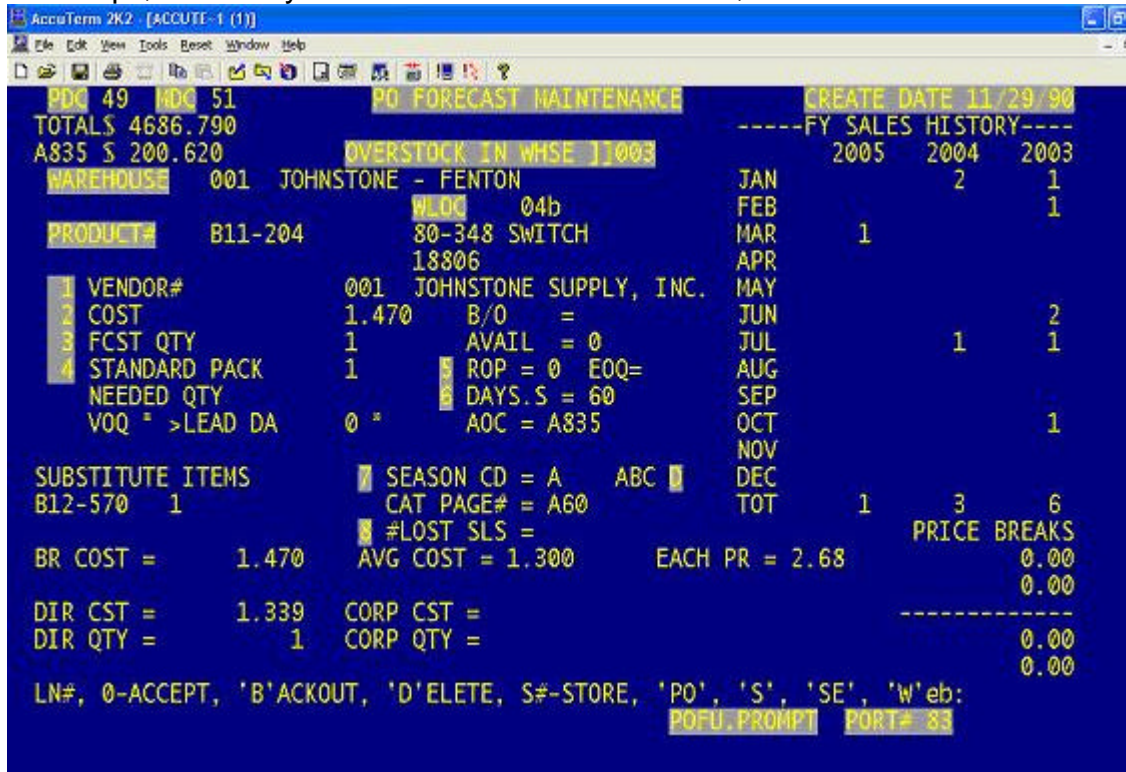 AccuTerm 2K2 - [ACCUTE~1 (1)]
File Edit View Tools Reset Window Help
PDC 49 MDC 51 PO FORECAST MAINTENANCE CREATE DATE 11/29/90
TOTAL$ 4686.790 -----FY SALES HISTORY----
A835 $ 200.620 OVERSTOCK IN WHSE ]]003 2005 2004 2003
WAREHOUSE 001 JOHNSTONE - FENTON JAN 2 1
WLOC 04b FEB 1
PRODUCT# B11-204 80-348 SWITCH MAR 1
18806 APR
1 VENDOR# 001 JOHNSTONE SUPPLY, INC. MAY
2 COST 1.470 B/O = JUN 2
3 FCST QTY 1 AVAIL = 0 JUL 1 1
4 STANDARD PACK 1 5 ROP = 0 EOQ= AUG
NEEDED QTY 6 DAYS.S = 60 SEP
VOQ * >LEAD DA 0 * AOC = A835 OCT 1
NOV
SUBSTITUTE ITEMS 7 SEASON CD = A ABC D DEC
B12-570 1 CAT PAGE# = A60 TOT 1 3 6
8 #LOST SLS = PRICE BREAKS
BR COST = 1.470 AVG COST = 1.300 EACH PR = 2.68 0.00
0.00
DIR CST = 1.339 CORP CST = -------------
DIR QTY = 1 CORP QTY = 0.00
0.00
LN#, 0-ACCEPT, 'B'ACKOUT, 'D'ELETE, S#-STORE, 'PO', 'S', 'SE', 'W'eb:
POFU.PROMPT PORT# 83